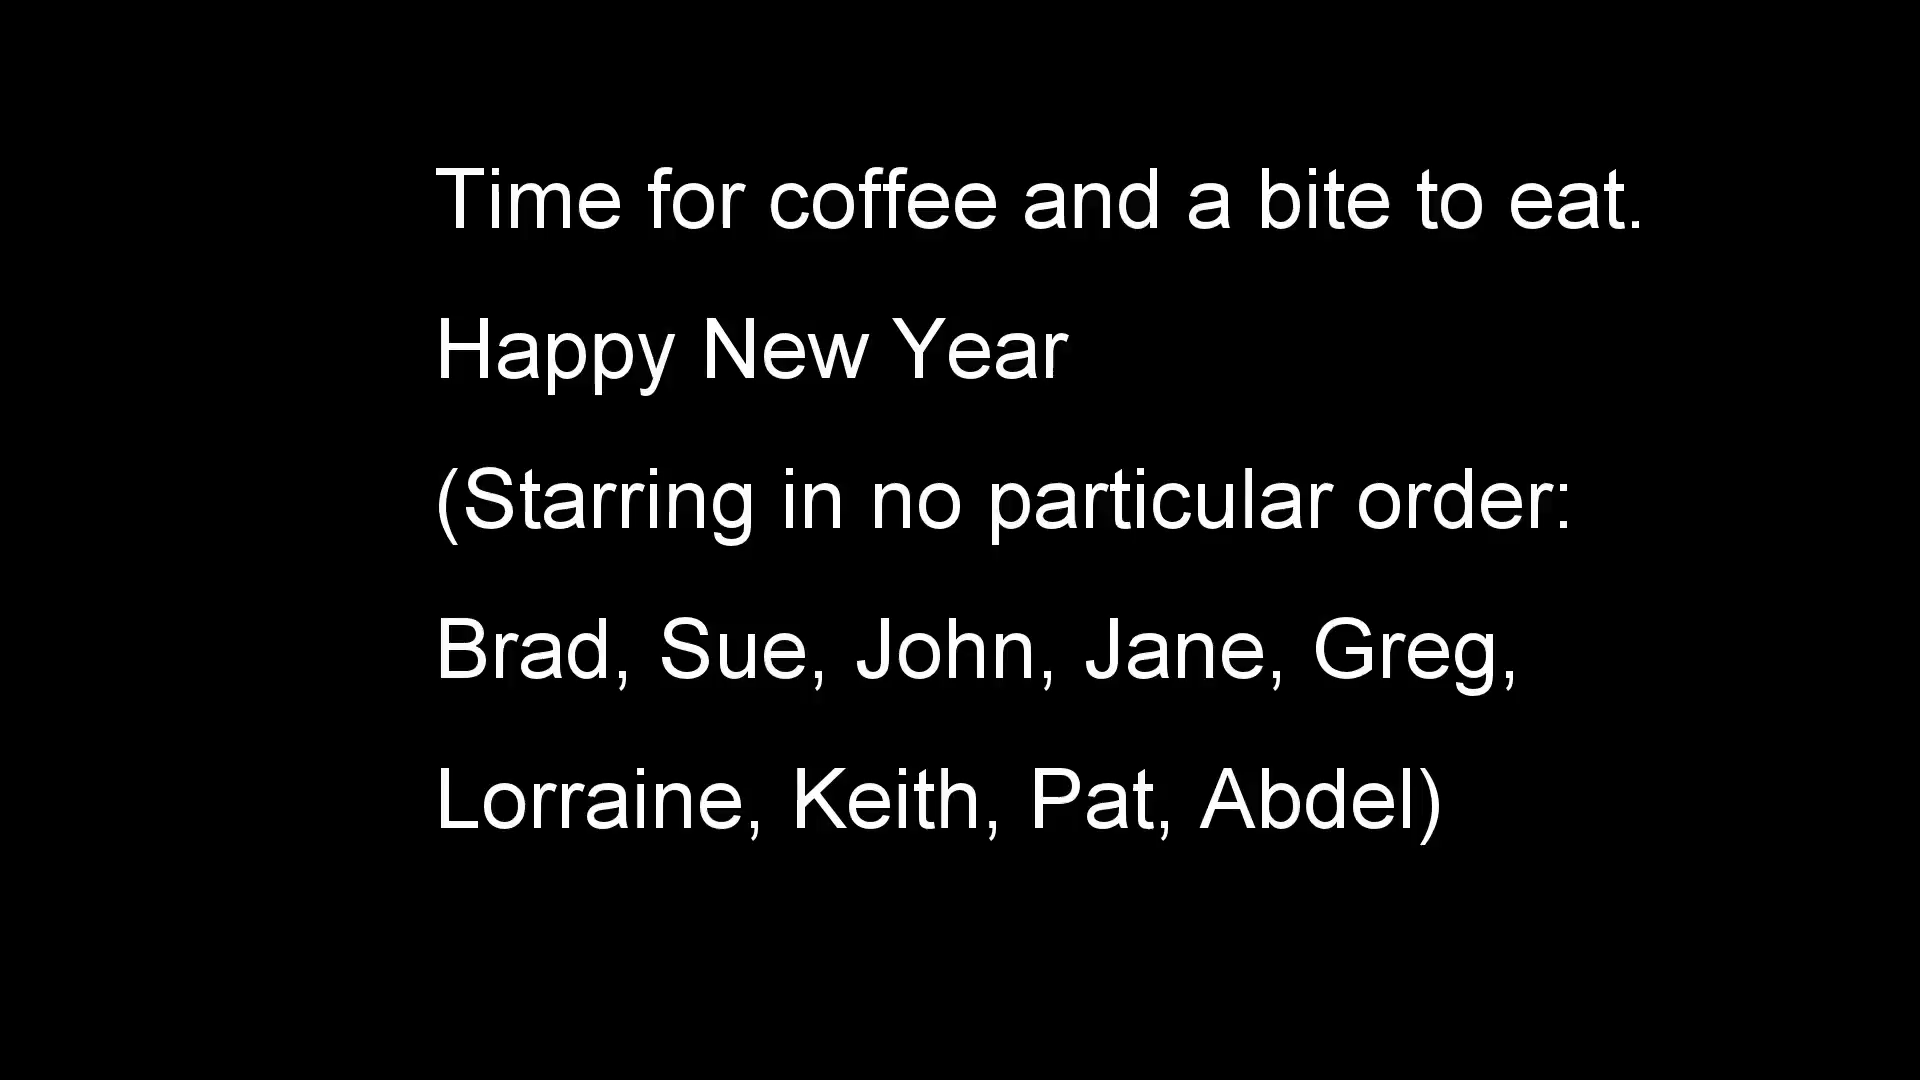 Time for coffee and a bite to eat.
Happy New Year
(Starring in no particular order:
Brad, Sue, John, Jane, Greg,
Lorraine, Keith, Pat, Abdel)